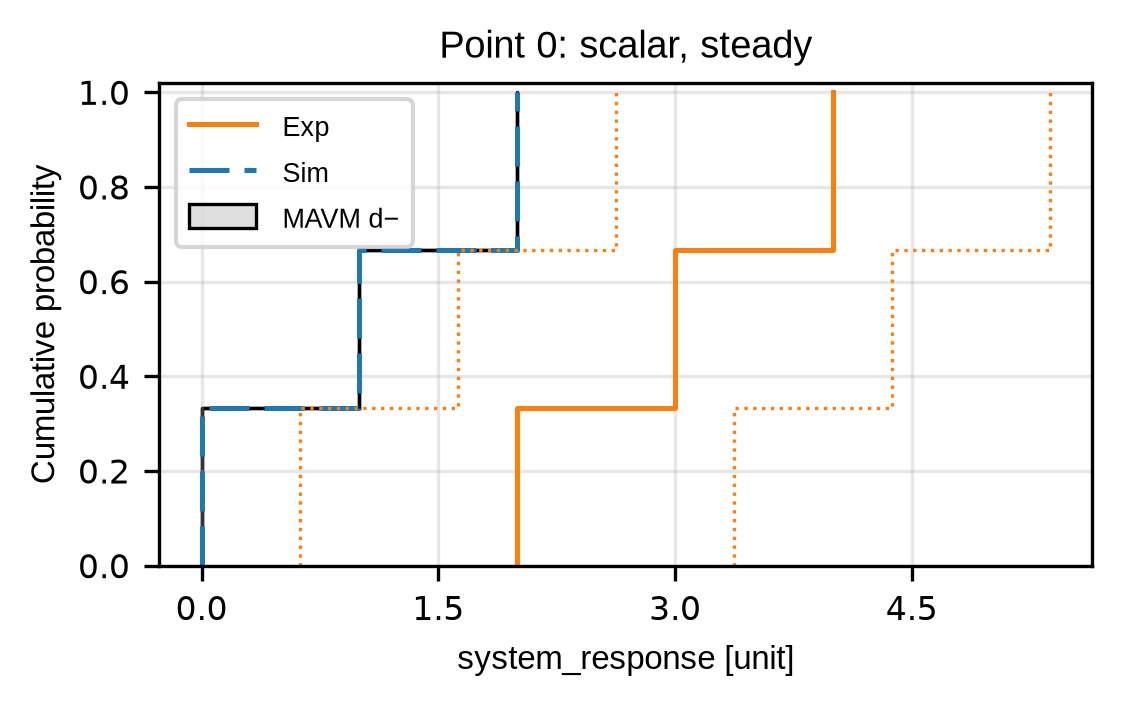 Point 0: scalar, steady
Cumulative probability
1.0
0.8
0.6
0.4
0.2
0.0
Exp
Sim
MAVM d−
0.0 1.5 3.0 4.5
system_response [unit]